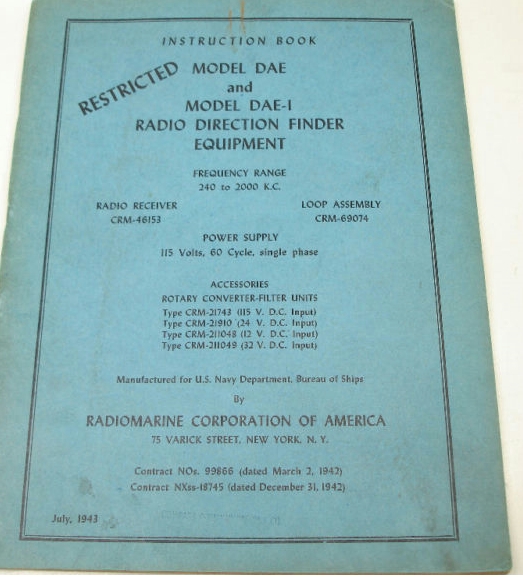 INSTRUCTION BOOK
RESTRICTED
MODEL DAE
and
MODEL DAE-1
RADIO DIRECTION FINDER
EQUIPMENT
FREQUENCY RANGE
240 to 2000 K.C.
RADIO RECEIVER
CRM-46153
LOOP ASSEMBLY
CRM-69074
POWER SUPPLY
115 Volts, 60 Cycle, single phase
ACCESSORIES
ROTARY CONVERTER-FILTER UNITS
Type CRM-21743 (115 V. D.C. Input)
Type CRM-21910 (24 V. D.C. Input)
Type CRM-211048 (12 V. D.C. Input)
Type CRM-211049 (32 V. D.C. Input)
Manufactured for U.S. Navy Department, Bureau of Ships
By
RADIOMARINE CORPORATION OF AMERICA
75 VARICK STREET, NEW YORK, N. Y.
Contract NOs. 99866 (dated March 2, 1942)
Contract NXss-18745 (dated December 31, 1942)
July, 1943